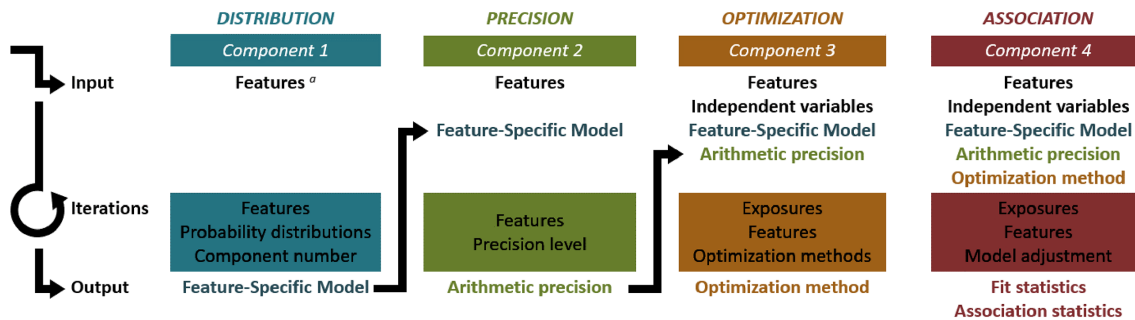 DISTRIBUTION PRECISION OPTIMIZATION ASSOCIATION
Component 1 Component 2 Component 3 Component 4
Input Features a Features Features Features
Independent variables Independent variables
Feature-Specific Model Feature-Specific Model Feature-Specific Model
Arithmetic precision Arithmetic precision
Optimization method
Iterations
Features
Probability distributions
Component number
Features
Precision level
Exposures
Features
Optimization methods
Exposures
Features
Model adjustment
Output Feature-Specific Model Arithmetic precision Optimization method Fit statistics
Association statistics